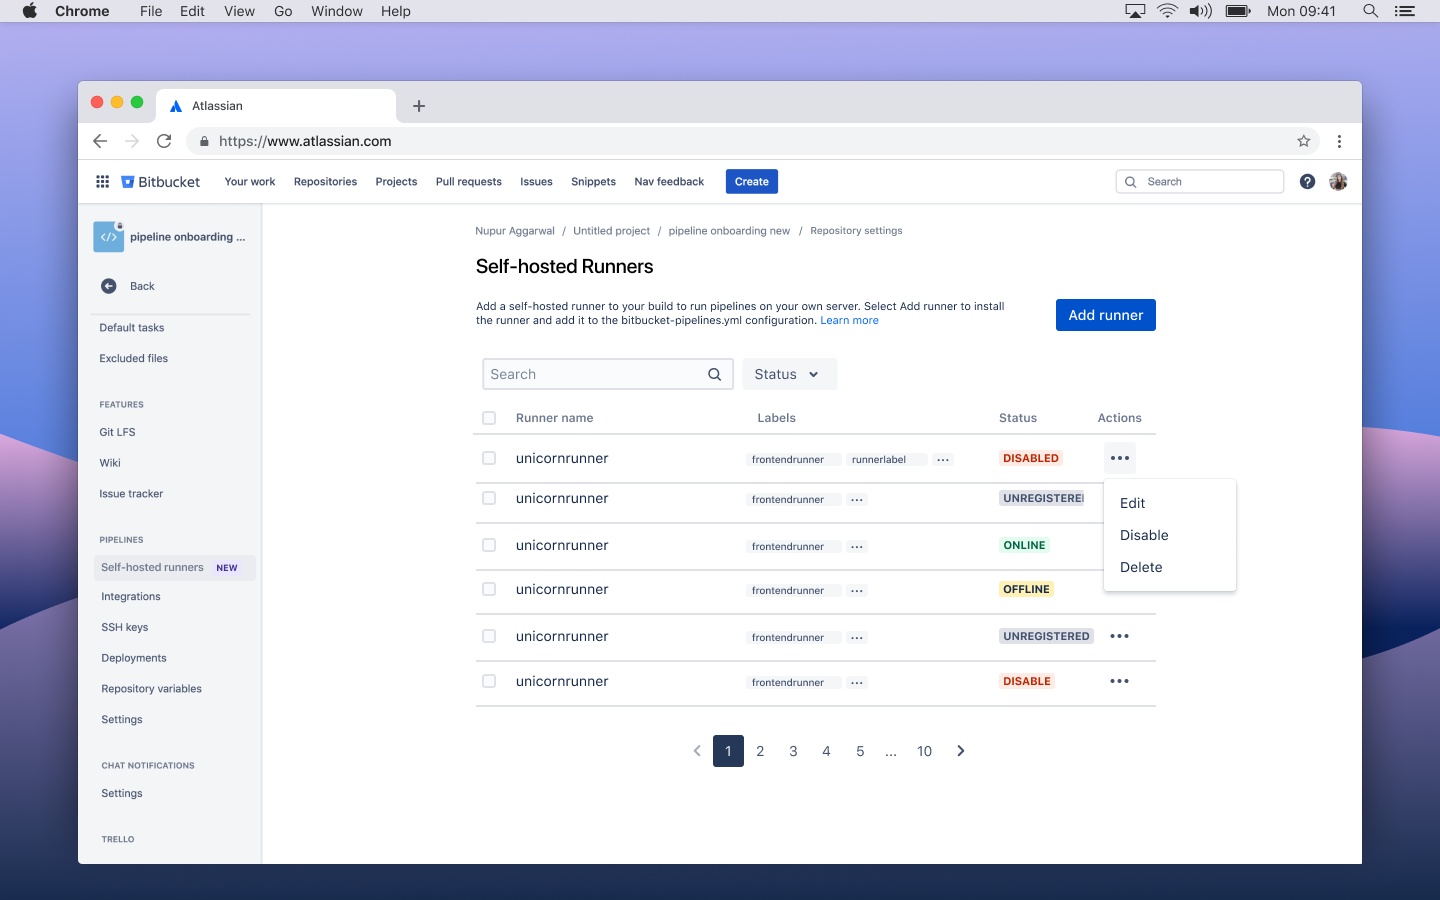 Chrome File Edit View Go Window Help Mon 09:41
Atlassian
https://www.atlassian.com
Bitbucket Your work Repositories Projects Pull requests Issues Snippets Nav feedback Create Search
pipeline onboarding ...
Back
Default tasks
Excluded files
FEATURES
Git LFS
Wiki
Issue tracker
PIPELINES
Self-hosted runners NEW
Integrations
SSH keys
Deployments
Repository variables
Settings
CHAT NOTIFICATIONS
Settings
TRELLO
Nupur Aggarwal / Untitled project / pipeline onboarding new / Repository settings
Self-hosted Runners
Add a self-hosted runner to your build to run pipelines on your own server. Select Add runner to install
the runner and add it to the bitbucket-pipelines.yml configuration. Learn more
Add runner
Search Status
Runner name Labels Status Actions
unicornrunner frontendrunner runnerlabel ... DISABLED
unicornrunner frontendrunner ... UNREGISTERE
unicornrunner frontendrunner ... ONLINE
unicornrunner frontendrunner ... OFFLINE
unicornrunner frontendrunner ... UNREGISTERED
unicornrunner frontendrunner ... DISABLE
Edit
Disable
Delete
1 2 3 4 5 ... 10